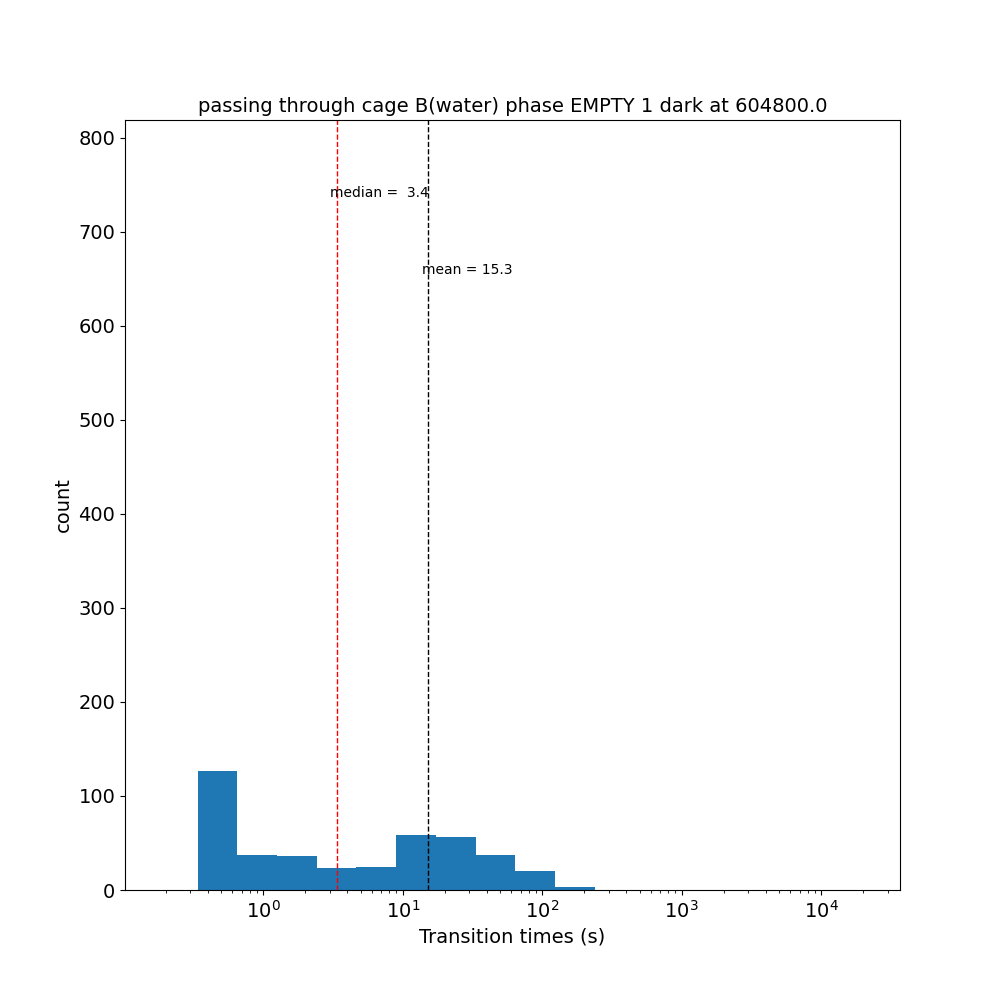 passing through cage B(water) phase EMPTY 1 dark at 604800.0
800
median =  3.4
700
mean = 15.3
600
500
count
400
300
200
100
0
10^0 10^1 10^2 10^3 10^4
Transition times (s)